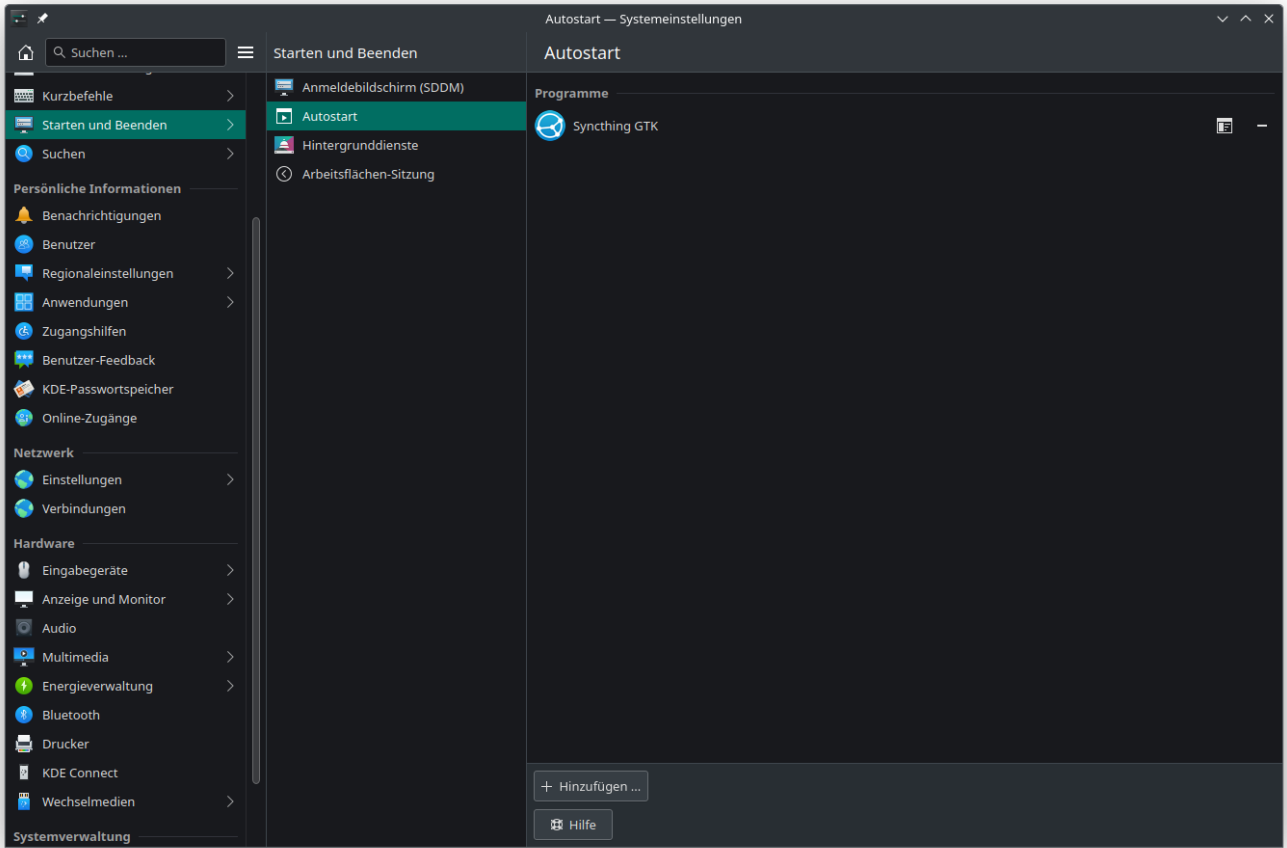 Autostart — Systemeinstellungen
Suchen ...
Starten und Beenden
Autostart
Kurzbefehle
Starten und Beenden
Suchen
Persönliche Informationen
Benachrichtigungen
Benutzer
Regionaleinstellungen
Anwendungen
Zugangshilfen
Benutzer-Feedback
KDE-Passwortspeicher
Online-Zugänge
Netzwerk
Einstellungen
Verbindungen
Hardware
Eingabegeräte
Anzeige und Monitor
Audio
Multimedia
Energieverwaltung
Bluetooth
Drucker
KDE Connect
Wechselmedien
Systemverwaltung
Anmeldebildschirm (SDDM)
Autostart
Hintergrunddienste
Arbeitsflächen-Sitzung
Programme
Syncthing GTK
Hinzufügen ...
Hilfe